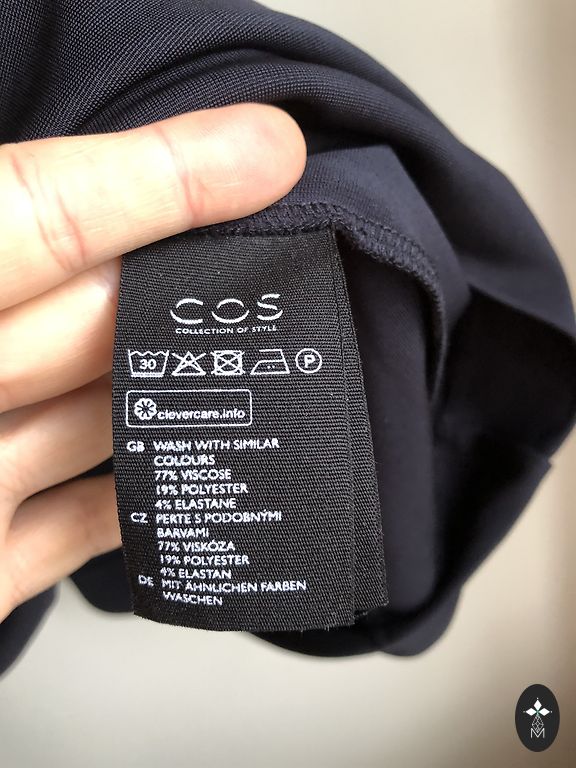 COS
COLLECTION OF STYLE
30 P
clevercare.info
GB WASH WITH SIMILAR
COLOURS
77% VISCOSE
19% POLYESTER
4% ELASTANE
CZ PERTE S PODOBNÝMI
BARVAMI
77% VISKÓZA
19% POLYESTER
4% ELASTAN
DE MIT ÄHNLICHEN FARBEN
WASCHEN
M